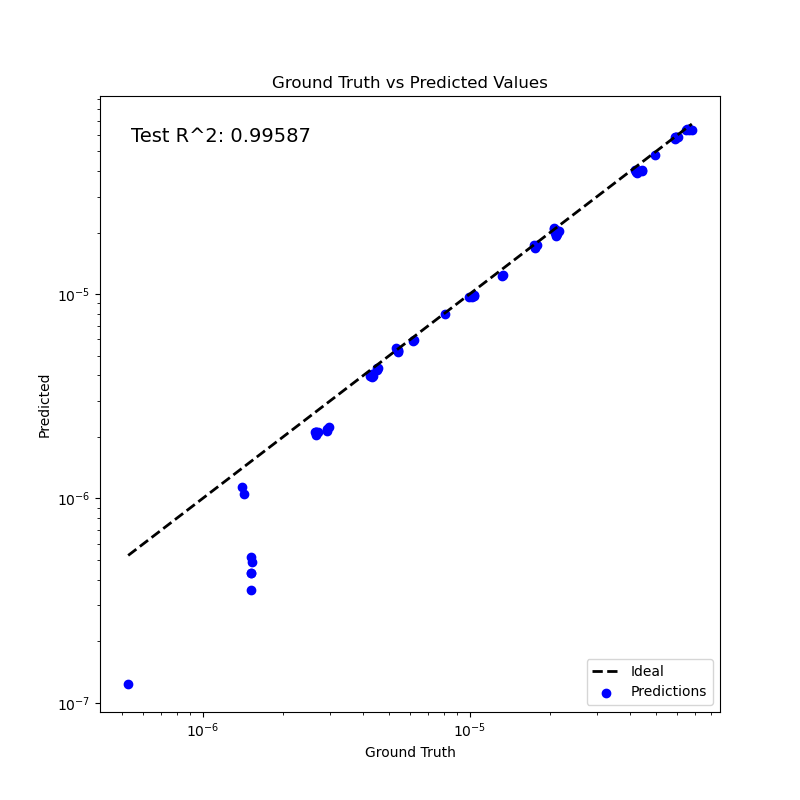 Ground Truth vs Predicted Values
Test R^2: 0.99587
10⁻⁵
10⁻⁶
10⁻⁷
Predicted
10⁻⁶
10⁻⁵
Ground Truth
Ideal
Predictions